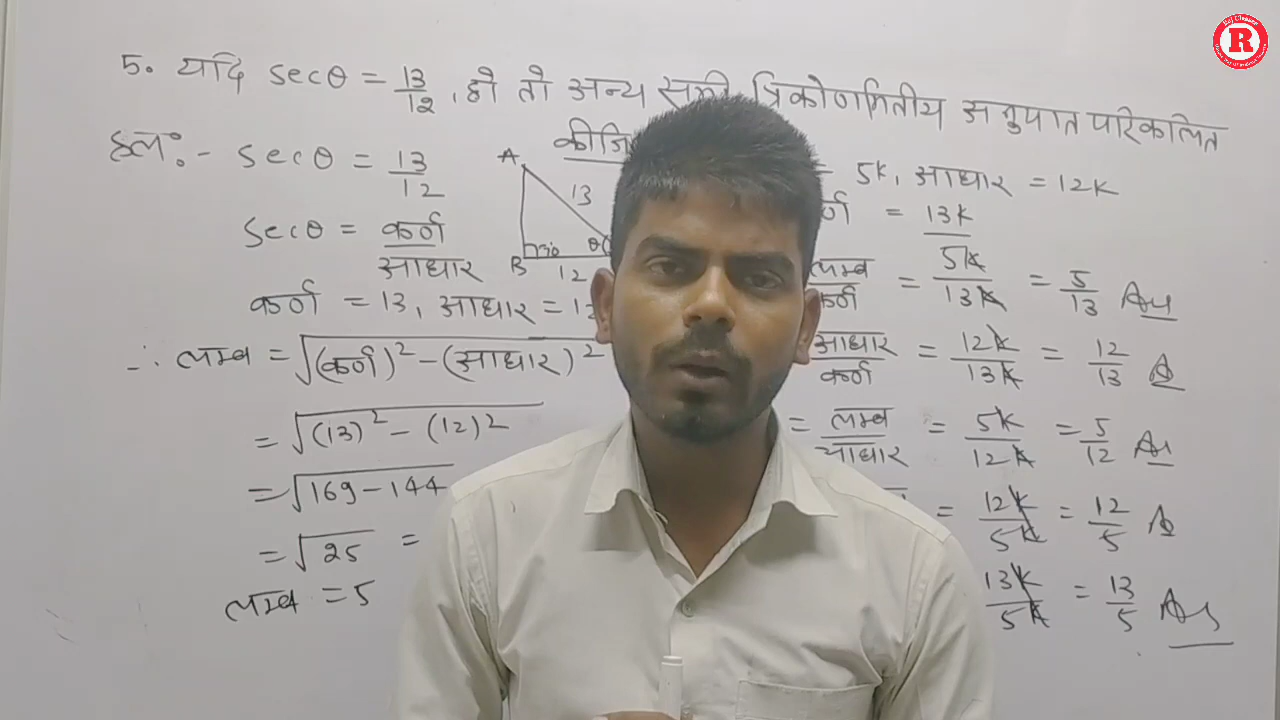 5. यदि secθ = 13/12, हो तो अन्य सभी त्रिकोणमितीय अनुपात परिकलित
कीजि
हल:- secθ = 13/12
secθ = कर्ण/आधार
कर्ण = 13, आधार = 12
∴ लम्ब = √(कर्ण)² - (आधार)²
= √(13)² - (12)²
= √169 - 144
= √25 =
लम्ब = 5
A
13
B 90 θ
12
5k, आधार = 12k
र्ण = 13k
लम्ब/कर्ण = 5k/13k = 5/13 Ans
आधार/कर्ण = 12k/13k = 12/13 A
= लम्ब/आधार = 5k/12k = 5/12 Ans
= 12k/5k = 12/5 A
13k/5k = 13/5 Ans
R